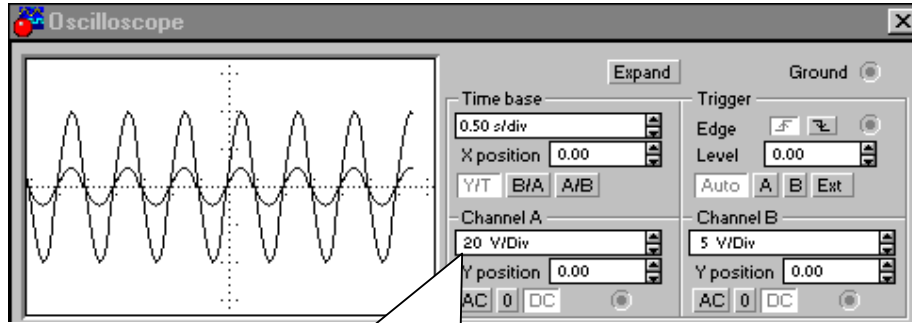 Oscilloscope
Expand
Ground
Time base
0.50 s/div
X position 0.00
Y/T B/A A/B
Trigger
Edge
Level 0.00
Auto A B Ext
Channel A
20 V/Div
Y position 0.00
AC 0 DC
Channel B
5 V/Div
Y position 0.00
AC 0 DC